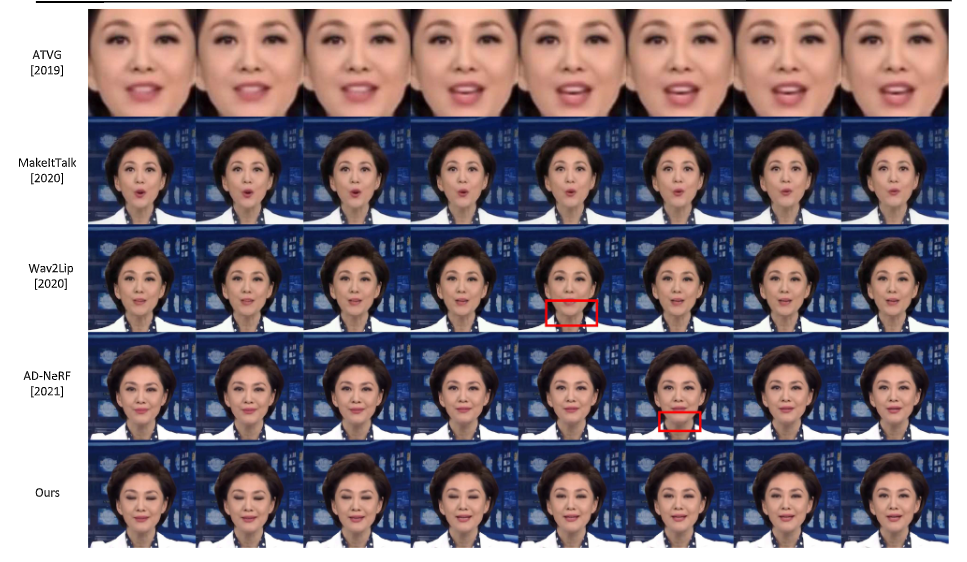 ATVG
[2019]
MakeItTalk
[2020]
Wav2Lip
[2020]
AD-NeRF
[2021]
Ours